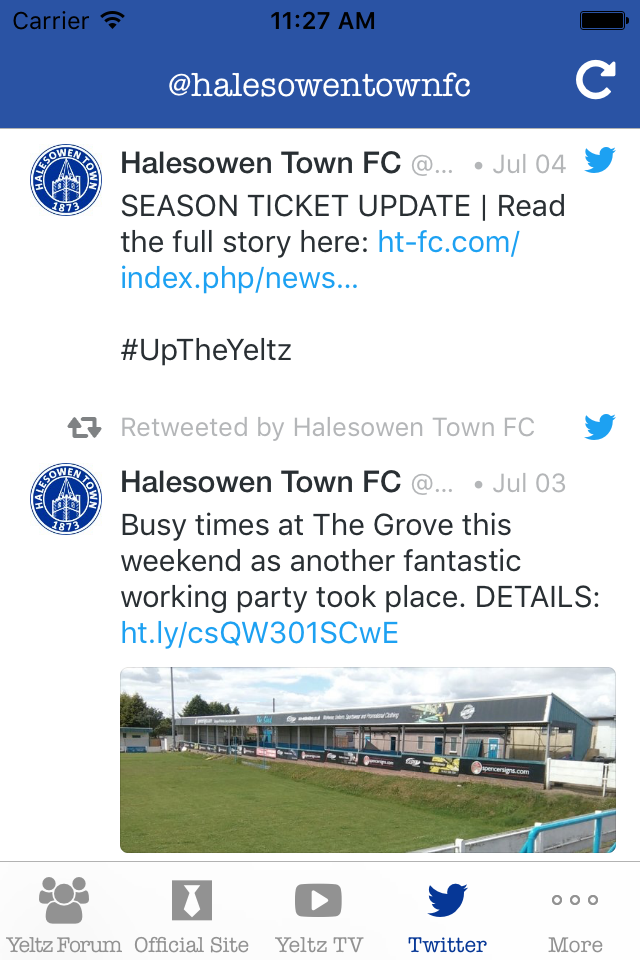 Carrier 11:27 AM
@halesowentownfc
HALESOWEN TOWN
1873
Halesowen Town FC @... • Jul 04
SEASON TICKET UPDATE | Read
the full story here: ht-fc.com/
index.php/news...
#UpTheYeltz
Retweeted by Halesowen Town FC
HALESOWEN TOWN
1873
Halesowen Town FC @... • Jul 03
Busy times at The Grove this
weekend as another fantastic
working party took place. DETAILS:
ht.ly/csQW301SCwE
spencersigns.com
Yeltz Forum Official Site Yeltz TV Twitter More